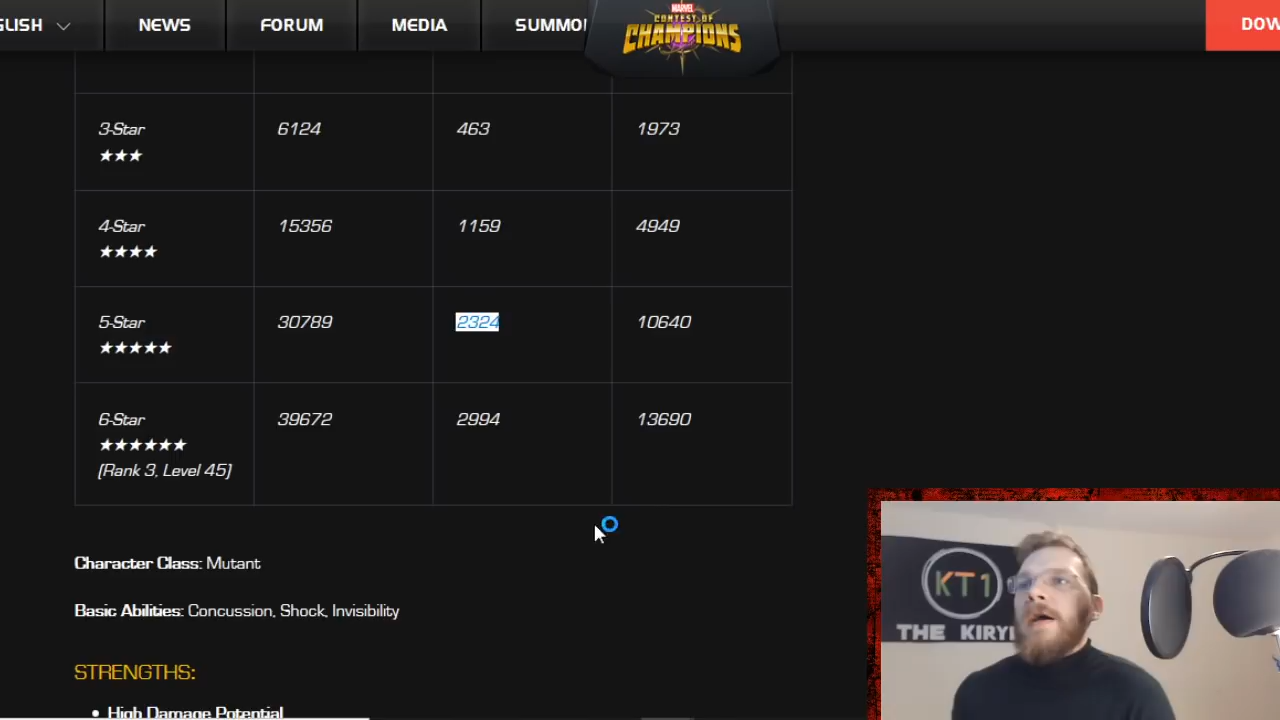 GLISH NEWS FORUM MEDIA SUMMO
MARVEL
CONTEST OF
CHAMPIONS
DOW
3-Star 6124 463 1973
★★★
4-Star 15356 1159 4949
★★★★
5-Star 30789 2324 10640
★★★★★
6-Star 39672 2994 13690
★★★★★★
(Rank 3, Level 45)
Character Class: Mutant
Basic Abilities: Concussion, Shock, Invisibility
STRENGTHS:
• High Damage Potential
KT1
THE KIRY